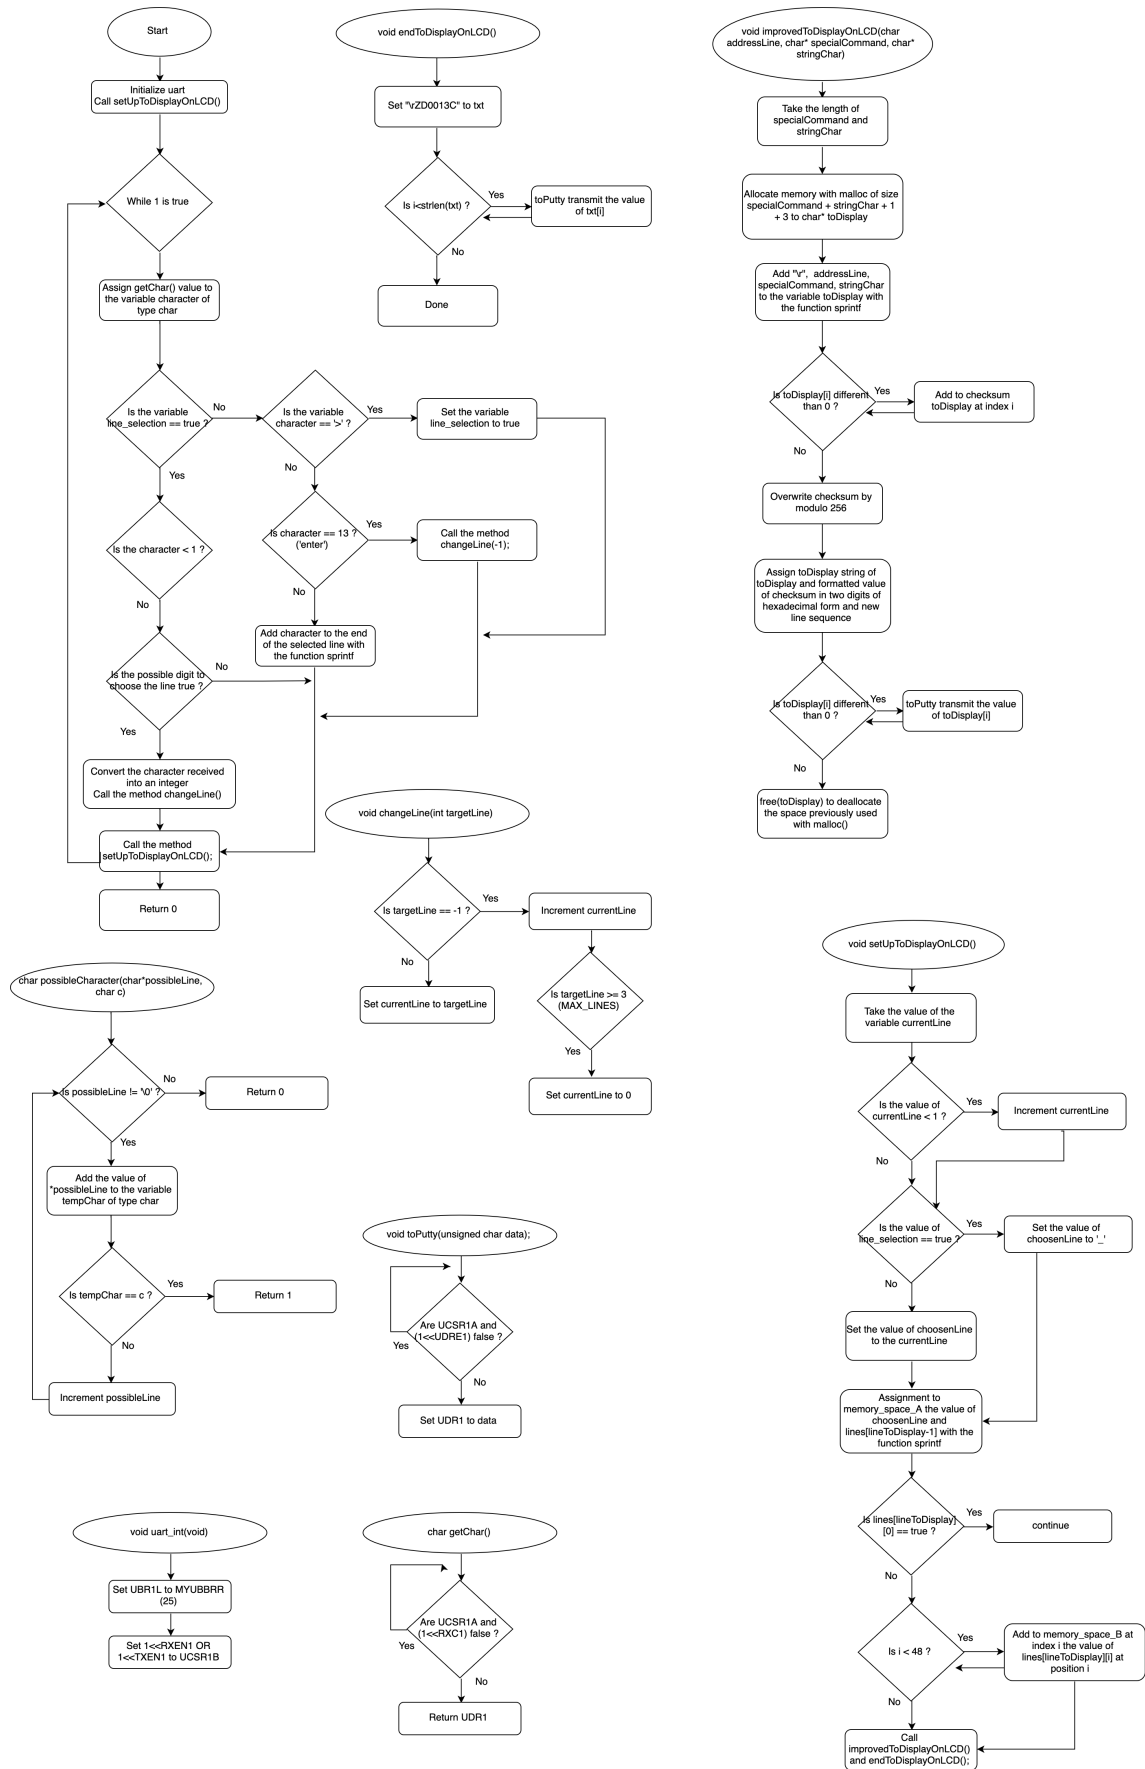 Start
Initialize uart
Call setUpToDisplayOnLCD()
While 1 is true
Assign getChar() value to
the variable character of
type char
Is the variable
line_selection == true ?
No
Yes
Is the variable
character == '>' ?
Yes
No
Set the variable
line_selection to true
Is the character < 1 ?
No
Is character == 13 ?
('enter')
Yes
No
Call the method
changeLine(-1);
Add character to the end
of the selected line with
the function sprintf
Is the possible digit to
choose the line true ?
No
Yes
Convert the character received
into an integer
Call the method changeLine()
Call the method
setUpToDisplayOnLCD();
Return 0
void endToDisplayOnLCD()
Set "\rZD0013C" to txt
Is i<strlen(txt) ?
Yes
No
toPutty transmit the value
of txt[i]
Done
void improvedToDisplayOnLCD(char
addressLine, char* specialCommand, char*
stringChar)
Take the length of
specialCommand and
stringChar
Allocate memory with malloc of size
specialCommand + stringChar + 1
+ 3 to char* toDisplay
Add "\r", addressLine,
specialCommand, stringChar
to the variable toDisplay with
the function sprintf
Is toDisplay[i] different
than 0 ?
Yes
No
Add to checksum
toDisplay at index i
Overwrite checksum by
modulo 256
Assign toDisplay string of
toDisplay and formatted value
of checksum in two digits of
hexadecimal form and new
line sequence
Is toDisplay[i] different
than 0 ?
Yes
No
toPutty transmit the value
of toDisplay[i]
free(toDisplay) to deallocate
the space previously used
with malloc()
void changeLine(int targetLine)
Is targetLine == -1 ?
Yes
No
Increment currentLine
Set currentLine to targetLine
Is targetLine >= 3
(MAX_LINES)
Yes
Set currentLine to 0
char possibleCharacter(char*possibleLine,
char c)
Is possibleLine != '\0' ?
No
Yes
Return 0
Add the value of
*possibleLine to the variable
tempChar of type char
Is tempChar == c ?
Yes
No
Return 1
Increment possibleLine
void toPutty(unsigned char data);
Are UCSR1A and
(1<<UDRE1) false ?
Yes
No
Set UDR1 to data
void uart_int(void)
Set UBR1L to MYUBBRR
(25)
Set 1<<RXEN1 OR
1<<TXEN1 to UCSR1B
char getChar()
Are UCSR1A and
(1<<RXC1) false ?
Yes
No
Return UDR1
void setUpToDisplayOnLCD()
Take the value of the
variable currentLine
Is the value of
currentLine < 1 ?
Yes
No
Increment currentLine
Is the value of
line_selection == true ?
Yes
No
Set the value of
choosenLine to '_'
Set the value of choosenLine
to the currentLine
Assignment to
memory_space_A the value of
choosenLine and
lines[lineToDisplay-1] with the
function sprintf
Is lines[lineToDisplay]
[0] == true ?
Yes
No
continue
Is i < 48 ?
Yes
No
Add to memory_space_B at
index i the value of
lines[lineToDisplay][i] at
position i
Call
improvedToDisplayOnLCD()
and endToDisplayOnLCD();